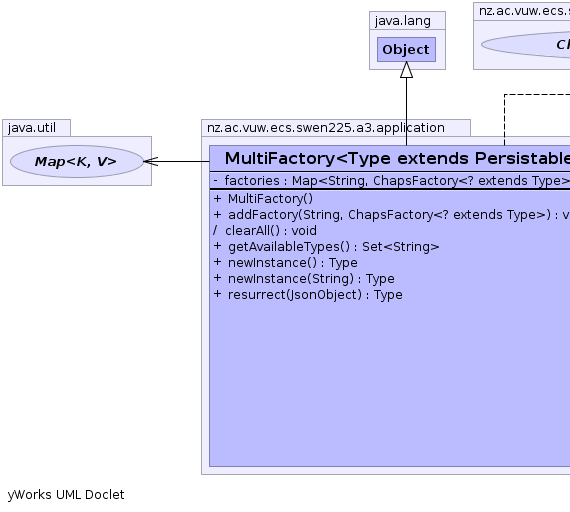 java.lang
Object
nz.ac.vuw.ecs.s
java.util
Map<K, V>
nz.ac.vuw.ecs.swen225.a3.application
MultiFactory<Type extends Persistable
- factories : Map<String, ChapsFactory<? extends Type>
+ MultiFactory()
+ addFactory(String, ChapsFactory<? extends Type>) : v
/ clearAll() : void
+ getAvailableTypes() : Set<String>
+ newInstance() : Type
+ newInstance(String) : Type
+ resurrect(JsonObject) : Type
yWorks UML Doclet